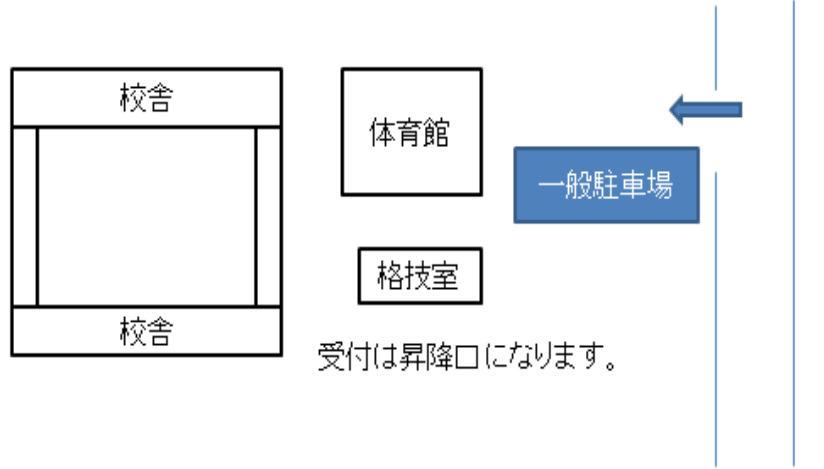 校舎
体育館
一般駐車場
格技室
校舎
受付は昇降口になります。